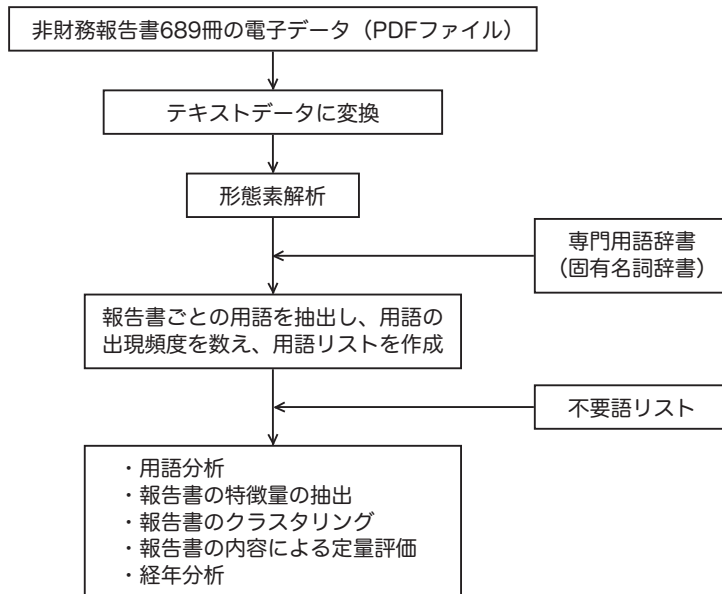 非財務報告書689冊の電子データ（PDFファイル）
テキストデータに変換
形態素解析
専門用語辞書
（固有名詞辞書）
報告書ごとの用語を抽出し、用語の
出現頻度を数え、用語リストを作成
不要語リスト
・用語分析
・報告書の特徴量の抽出
・報告書のクラスタリング
・報告書の内容による定量評価
・経年分析